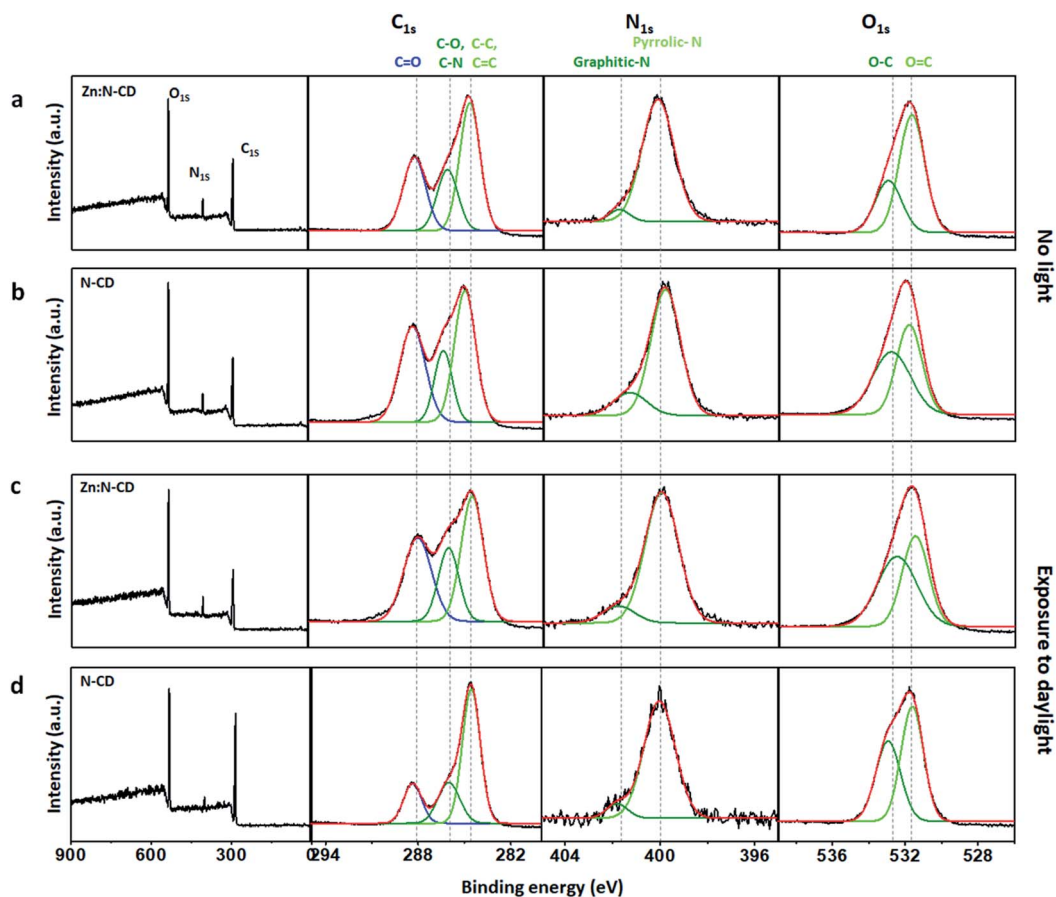 C1s N1s O1s
C-O, C-C, Pyrrolic- N
C=O C-N C=C Graphitic-N O-C O=C
a Zn:N-CD O1S N1S C1S
Intensity (a.u.)
b N-CD
Intensity (a.u.)
No light
c Zn:N-CD
Intensity (a.u.)
d N-CD
Intensity (a.u.)
Exposure to daylight
900 600 300 0 294 288 282 404 400 396 536 532 528
Binding energy (eV)